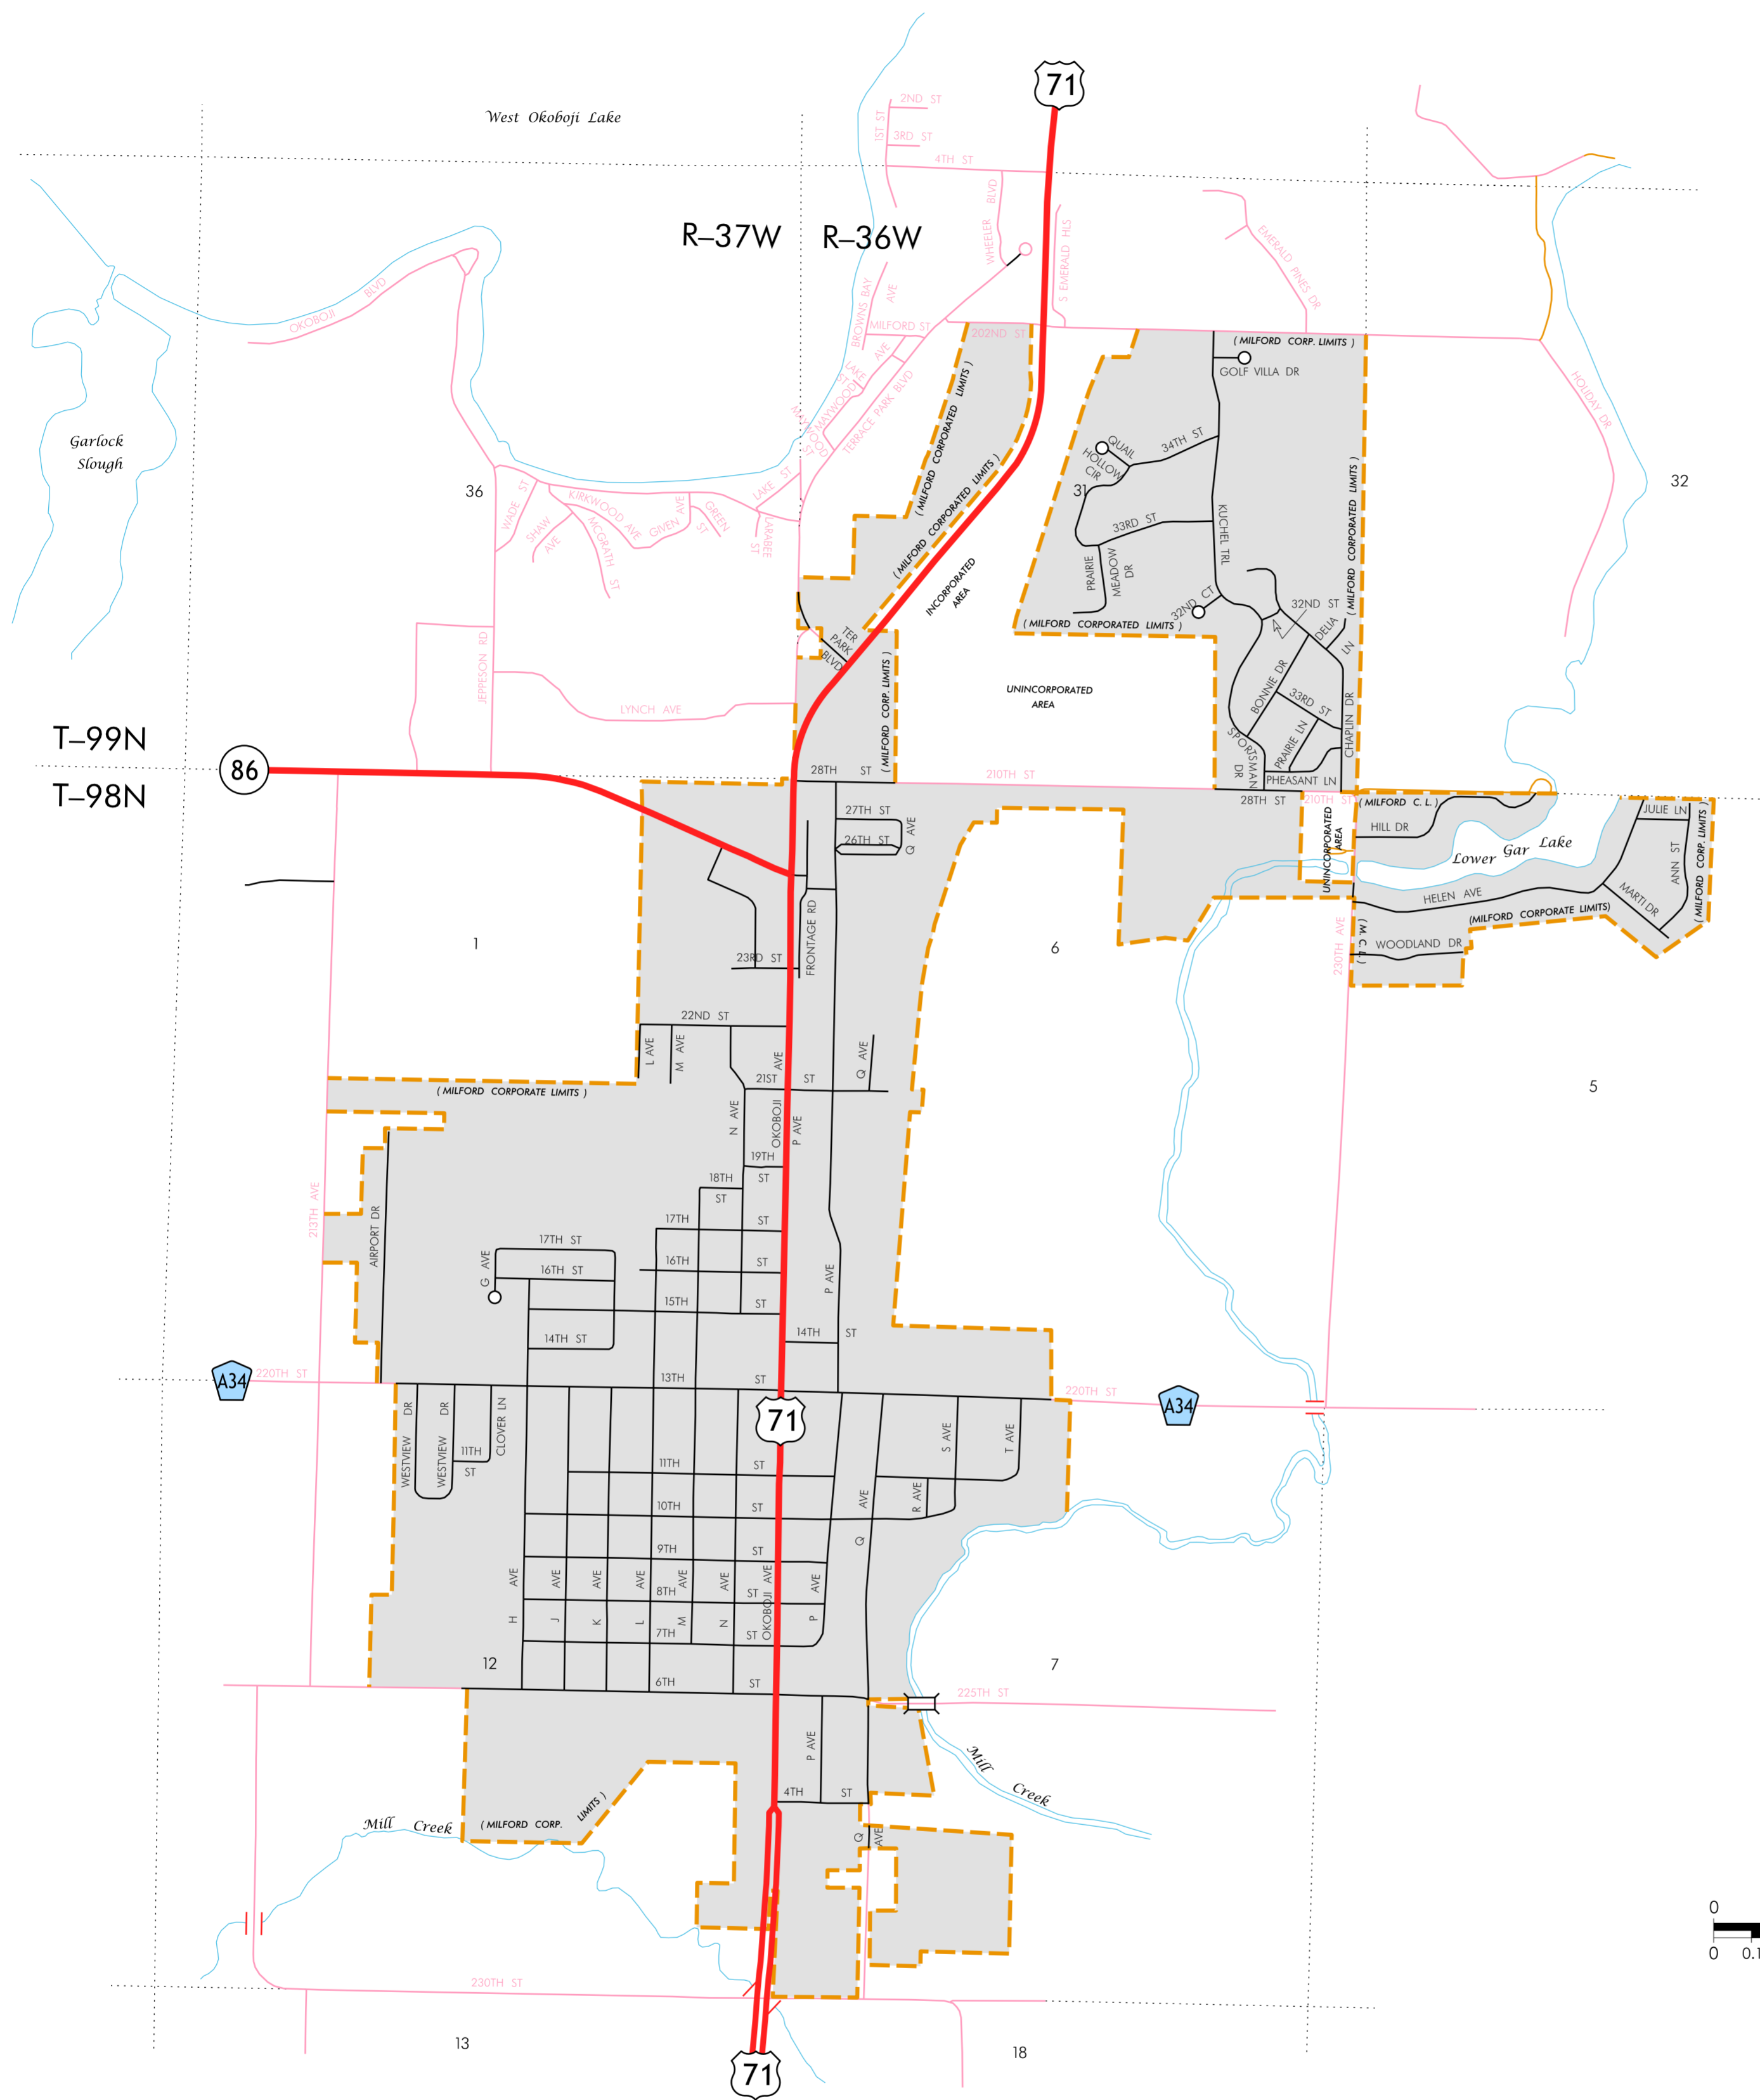 71
West Okoboji Lake
2ND ST
1ST ST
3RD ST
4TH ST
WHEELER BLVD
S EMERALD HLS
EMERALD PINES DR
R–37W
R–36W
OKOBOJI BLVD
BROWNS BAY AVE
MILFORD ST
202ND ST
( MILFORD CORP. LIMITS )
GOLF VILLA DR
LAKE ST
MAYWOOD AVE
MAYWOOD ST
TERRACE PARK BLVD
( MILFORD CORPORATED LIMITS )
( MILFORD CORPORATED LIMITS )
HOLIDAY DR
Garlock
Slough
QUAIL
HOLLOW
CIR
34TH ST
36
31
32
WADE ST
KIRKWOOD AVE
SHAW AVE
MCGRATH ST
GIVEN AVE
GREEN ST
LAKE ST
LARABEE ST
33RD ST
KUCHEL TRL
( MILFORD CORPORATED LIMITS )
INCORPORATED
AREA
PRAIRIE
MEADOW
DR
32ND CT
32ND ST
DELIA LN
( MILFORD CORPORATED LIMITS )
TER
PARK
BLVD
JEPPESON RD
( MILFORD CORP. LIMITS )
UNINCORPORATED
AREA
BONNIE DR
33RD ST
CHAPLIN DR
LYNCH AVE
PRAIRIE LN
SPORTSMAN
DR
T–99N
86
T–98N
28TH ST
210TH ST
PHEASANT LN
28TH ST
210TH ST
( MILFORD C. L. )
JULIE LN
27TH ST
26TH ST
Q AVE
UNINCORPORATED
AREA
HILL DR
Lower Gar Lake
ANN ST
( MILFORD CORP. LIMITS )
HELEN AVE
MARTI DR
(MILFORD CORPORATE LIMITS)
1
FRONTAGE RD
23RD ST
6
230TH AVE
( M. C. L. )
WOODLAND DR
22ND ST
L AVE
M AVE
AVE
Q AVE
21ST ST
5
( MILFORD CORPORATE LIMITS )
N AVE
OKOBOJI
P AVE
19TH
ST
18TH
ST
213TH AVE
AIRPORT DR
17TH ST
17TH ST
G AVE
16TH ST
16TH ST
P AVE
15TH ST
14TH ST
14TH ST
A34
220TH ST
13TH ST
220TH ST
A34
71
WESTVIEW DR
WESTVIEW DR
CLOVER LN
11TH
ST
S AVE
T AVE
11TH ST
10TH ST
Q AVE
R AVE
9TH ST
H AVE
J AVE
K AVE
L AVE
M AVE
N AVE
OKOBOJI AVE
P AVE
8TH ST
7TH ST
12
7
6TH ST
225TH ST
P AVE
Mill Creek
4TH ST
Mill Creek
( MILFORD CORP. LIMITS )
Q AVE
0
0 0.1
230TH ST
13
18
71